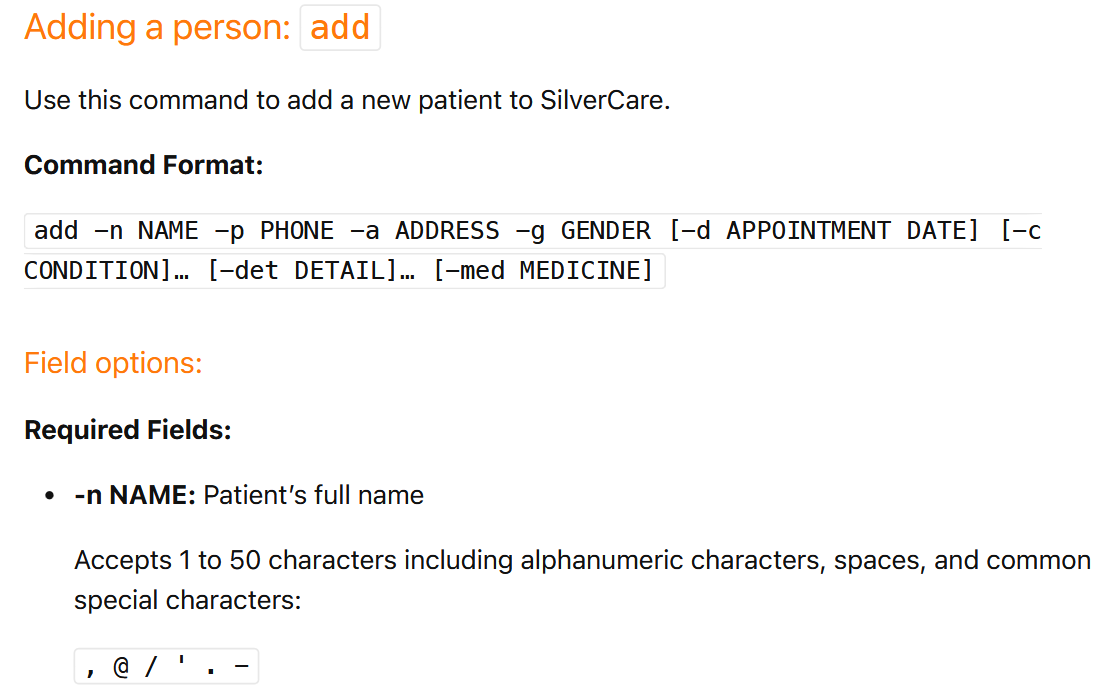 Adding a person: add
Use this command to add a new patient to SilverCare.
Command Format:
add –n NAME –p PHONE –a ADDRESS –g GENDER [–d APPOINTMENT DATE] [–c
CONDITION]… [–det DETAIL]… [–med MEDICINE]
Field options:
Required Fields:
• -n NAME: Patient’s full name
Accepts 1 to 50 characters including alphanumeric characters, spaces, and common
special characters:
, @ / ' . –